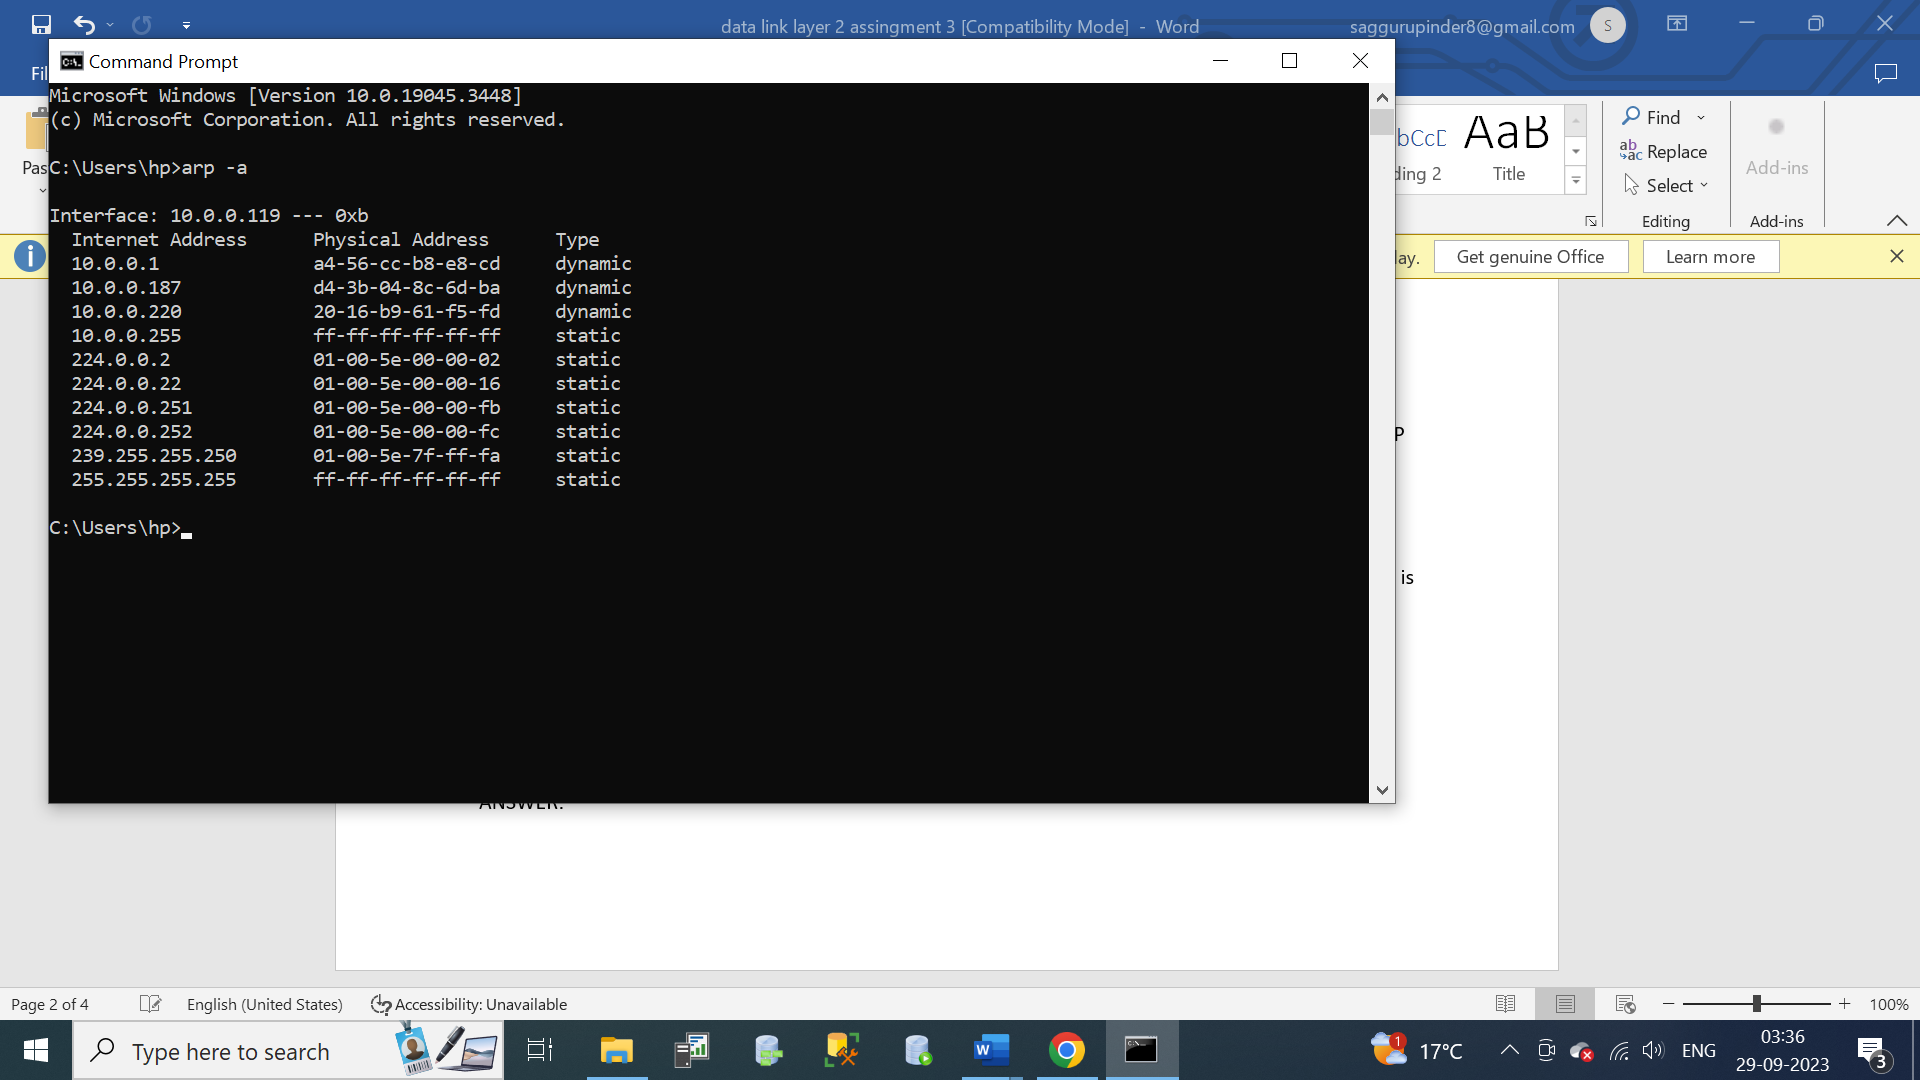 data link layer 2 assingment 3 [Compatibility Mode] - Word
saggurupinder8@gmail.com
S
Command Prompt
Microsoft Windows [Version 10.0.19045.3448]
(c) Microsoft Corporation. All rights reserved.
C:\Users\hp>arp -a
Interface: 10.0.0.119 --- 0xb
Internet Address Physical Address Type
10.0.0.1 a4-56-cc-b8-e8-cd dynamic
10.0.0.187 d4-3b-04-8c-6d-ba dynamic
10.0.0.220 20-16-b9-61-f5-fd dynamic
10.0.0.255 ff-ff-ff-ff-ff-ff static
224.0.0.2 01-00-5e-00-00-02 static
224.0.0.22 01-00-5e-00-00-16 static
224.0.0.251 01-00-5e-00-00-fb static
224.0.0.252 01-00-5e-00-00-fc static
239.255.255.250 01-00-5e-7f-ff-fa static
255.255.255.255 ff-ff-ff-ff-ff-ff static
C:\Users\hp>
Fi
Pas
bCcD AaB
ding 2 Title
Find
Replace
Select
Editing
Add-ins
Add-ins
lay. Get genuine Office Learn more
P
is
ANSWER:
Page 2 of 4 English (United States) Accessibility: Unavailable 100%
Type here to search
1
17°C
ENG
03:36
29-09-2023
3